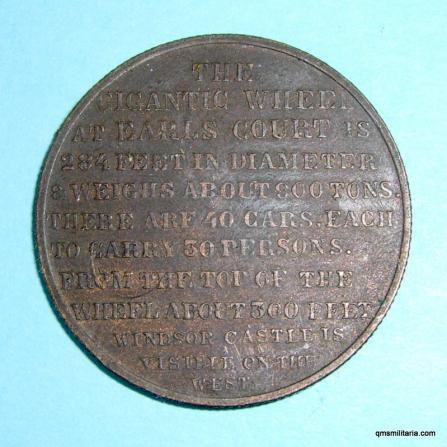 THE
GIGANTIC WHEEL
AT EARLS COURT IS
284 FEET IN DIAMETER
& WEIGHS ABOUT 900 TONS.
THERE ARE 40 CARS. EACH
TO CARRY 30 PERSONS.
FROM THE TOP OF THE
WHEEL ABOUT 300 FEET
WINDSOR CASTLE IS
VISIBLE ON THE
WEST.
qmsmilitaria.com